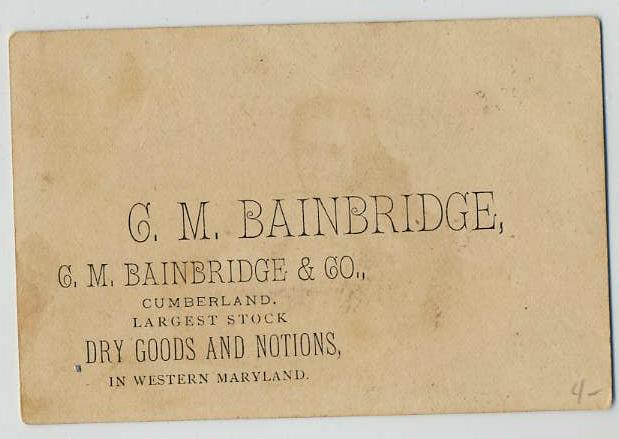 C. M. BAINBRIDGE,
C. M. BAINBRIDGE & CO.,
CUMBERLAND.
LARGEST STOCK
DRY GOODS AND NOTIONS,
IN WESTERN MARYLAND.
4-